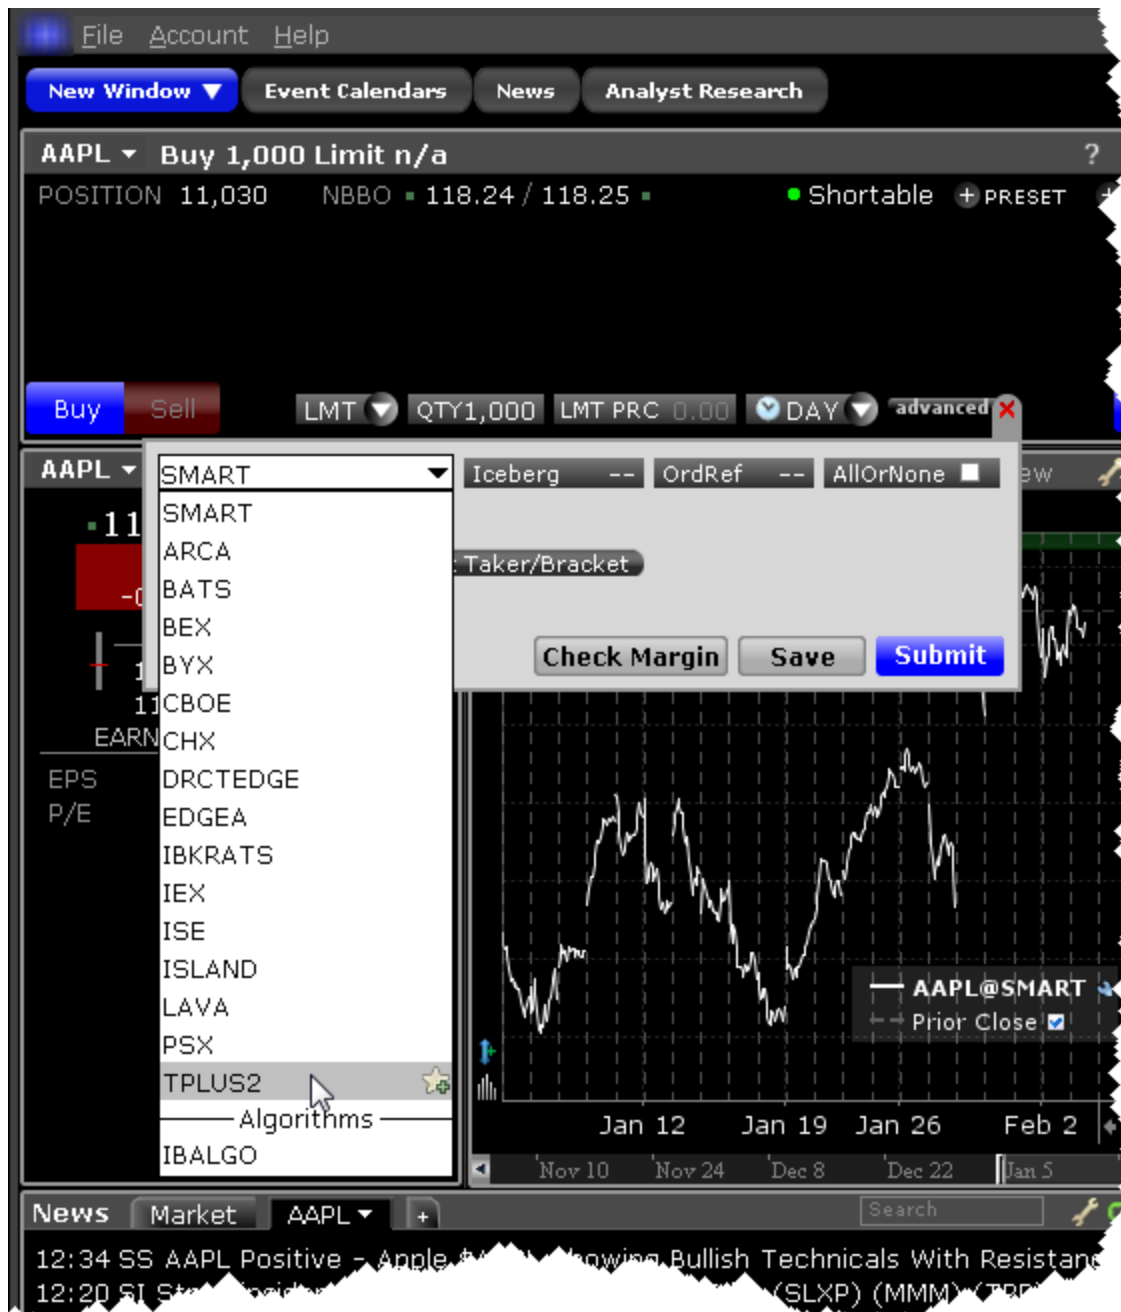 File Account Help
New Window Event Calendars News Analyst Research
AAPL Buy 1,000 Limit n/a ?
POSITION 11,030 NBBO 118.24 / 118.25 Shortable + PRESET +
Buy Sell LMT QTY 1,000 LMT PRC 0.00 DAY advanced
AAPL SMART Iceberg -- OrdRef -- AllOrNone
SMART
ARCA
Taker/Bracket
BATS
BEX
Check Margin Save Submit
BYX
CBOE
CHX
EPS DRCTEDGE
P/E EDGEA
IBKRATS
IEX
ISE
ISLAND
AAPL@SMART
LAVA
Prior Close
PSX
TPLUS2
Algorithms
Jan 12 Jan 19 Jan 26 Feb 2
IBALGO
Nov 10 Nov 24 Dec 8 Dec 22 Jan 5
News Market AAPL + Search
12:34 SS AAPL Positive - Apple Bullish Technicals With
12:20 SI (SLXP) (MMM)